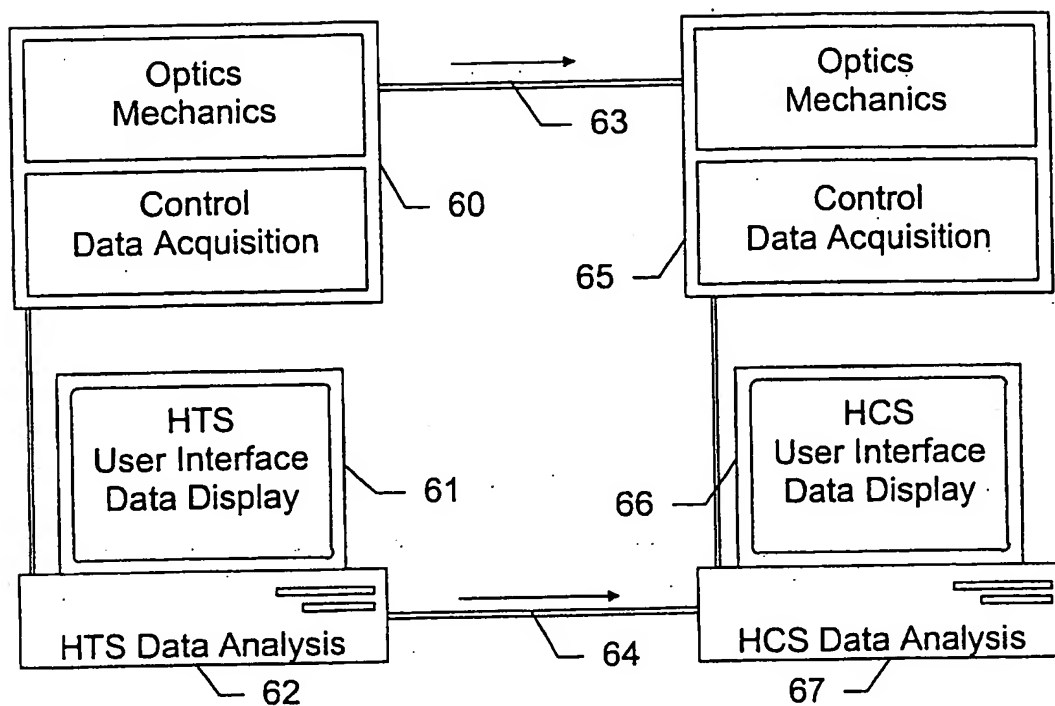 Optics
Mechanics
Control
Data Acquisition
60
63
Optics
Mechanics
Control
Data Acquisition
65
HTS
User Interface
Data Display
61
HTS Data Analysis
62
64
HCS
User Interface
Data Display
66
HCS Data Analysis
67